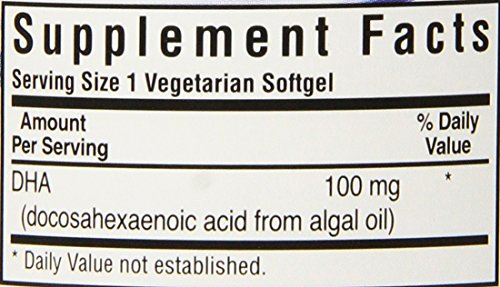 Supplement Facts
Serving Size 1 Vegetarian Softgel
Amount % Daily
Per Serving Value
DHA 100 mg *
(docosahexaenoic acid from algal oil)
* Daily Value not established.